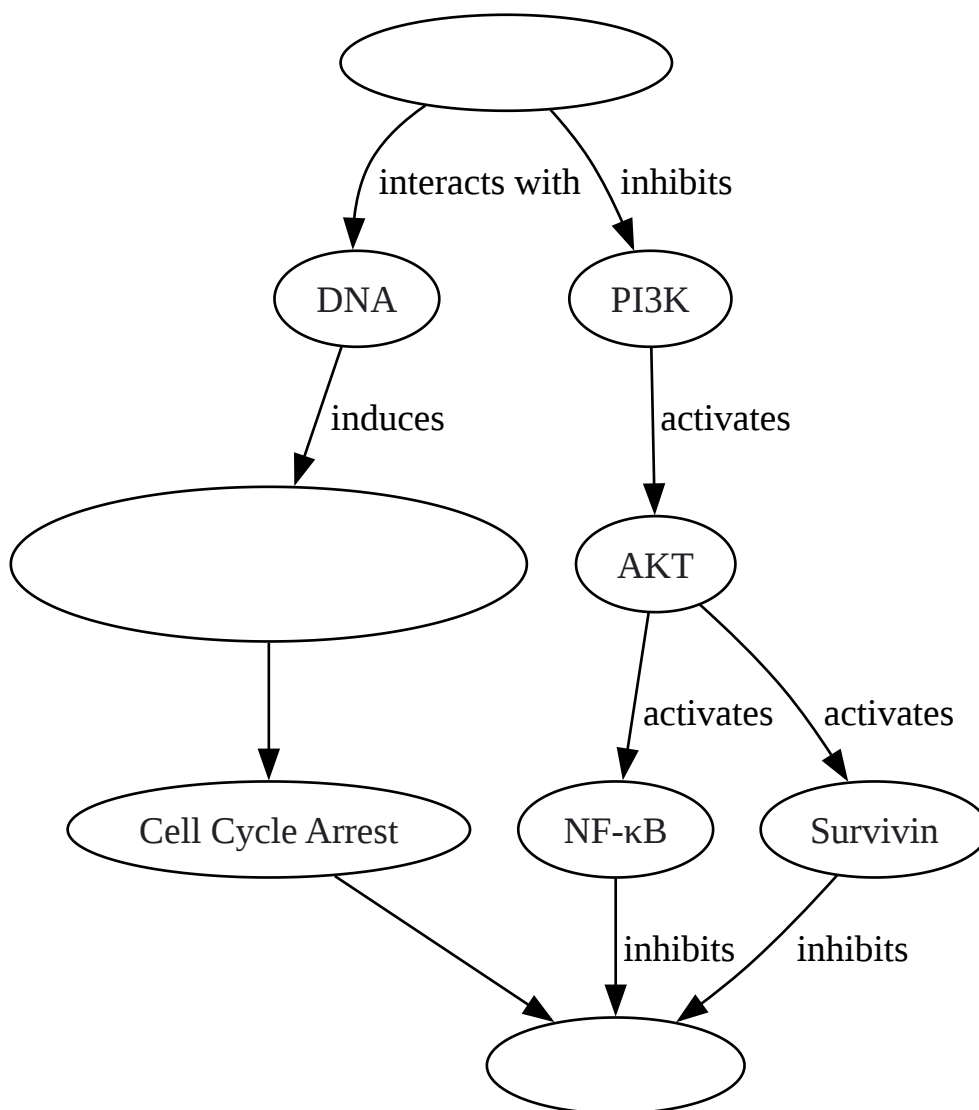 interacts with
inhibits
DNA
PI3K
induces
activates
AKT
activates
activates
Cell Cycle Arrest
NF-κB
Survivin
inhibits
inhibits